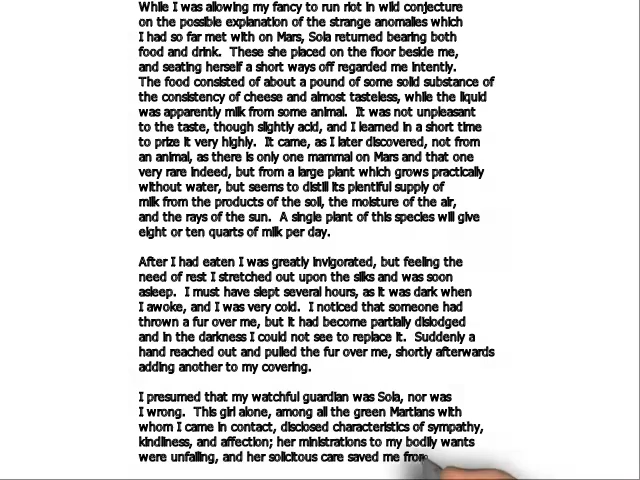 While I was allowing my fancy to run riot in wild conjecture
on the possible explanation of the strange anomalies which
I had so far met with on Mars, Sola returned bearing both
food and drink.  These she placed on the floor beside me,
and seating herself a short ways off regarded me intently.
The food consisted of about a pound of some solid substance of
the consistency of cheese and almost tasteless, while the liquid
was apparently milk from some animal.  It was not unpleasant
to the taste, though slightly acid, and I learned in a short time
to prize it very highly.  It came, as I later discovered, not from
an animal, as there is only one mammal on Mars and that one
very rare indeed, but from a large plant which grows practically
without water, but seems to distill its plentiful supply of
milk from the products of the soil, the moisture of the air,
and the rays of the sun.  A single plant of this species will give
eight or ten quarts of milk per day.

After I had eaten I was greatly invigorated, but feeling the
need of rest I stretched out upon the silks and was soon
asleep.  I must have slept several hours, as it was dark when
I awoke, and I was very cold.  I noticed that someone had
thrown a fur over me, but it had become partially dislodged
and in the darkness I could not see to replace it.  Suddenly a
hand reached out and pulled the fur over me, shortly afterwards
adding another to my covering.

I presumed that my watchful guardian was Sola, nor was
I wrong.  This girl alone, among all the green Martians with
whom I came in contact, disclosed characteristics of sympathy,
kindliness, and affection; her ministrations to my bodily wants
were unfailing, and her solicitous care saved me from